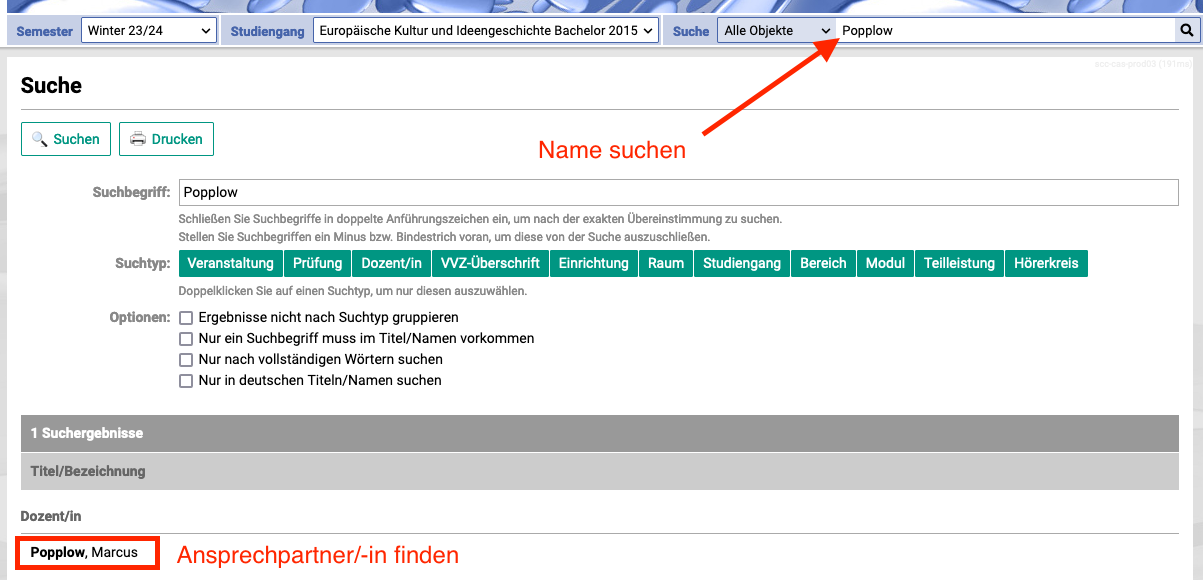 Semester Winter 23/24 Studiengang Europäische Kultur und Ideengeschichte Bachelor 2015 Suche Alle Objekte Popplow
scc-cas-prod03 (191ms)
Suche
Suchen Drucken
Name suchen
Suchbegriff: Popplow
Schließen Sie Suchbegriffe in doppelte Anführungszeichen ein, um nach der exakten Übereinstimmung zu suchen.
Stellen Sie Suchbegriffen ein Minus bzw. Bindestrich voran, um diese von der Suche auszuschließen.
Suchtyp: Veranstaltung Prüfung Dozent/in VVZ-Überschrift Einrichtung Raum Studiengang Bereich Modul Teilleistung Hörerkreis
Doppelklicken Sie auf einen Suchtyp, um nur diesen auszuwählen.
Optionen: Ergebnisse nicht nach Suchtyp gruppieren
Nur ein Suchbegriff muss im Titel/Namen vorkommen
Nur nach vollständigen Wörtern suchen
Nur in deutschen Titeln/Namen suchen
1 Suchergebnisse
Titel/Bezeichnung
Dozent/in
Popplow, Marcus Ansprechpartner/-in finden